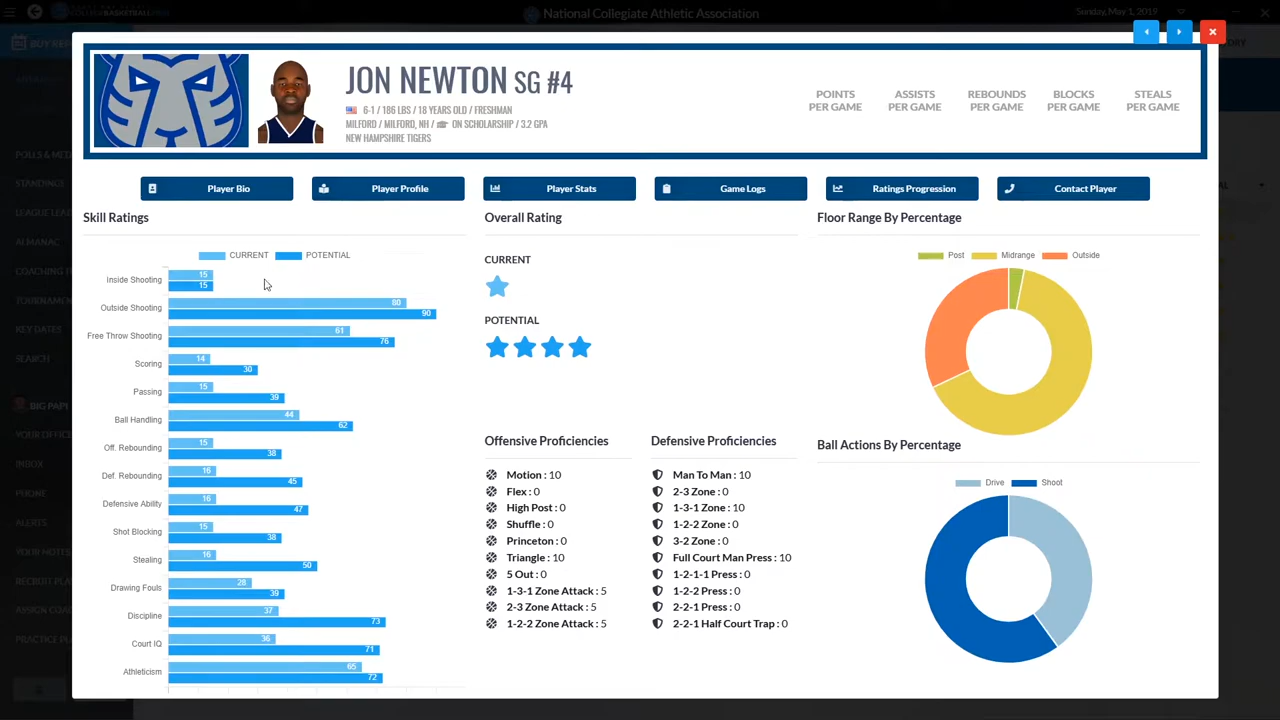 National Collegiate Athletic Association
Sunday, May 1, 2019
JON NEWTON SG #4
6-1 / 186 LBS / 18 YEARS OLD / FRESHMAN
MILFORD / MILFORD, NH / ON SCHOLARSHIP / 3.2 GPA
NEW HAMPSHIRE TIGERS
POINTS PER GAME
ASSISTS PER GAME
REBOUNDS PER GAME
BLOCKS PER GAME
STEALS PER GAME
Player Bio
Player Profile
Player Stats
Game Logs
Ratings Progression
Contact Player
Skill Ratings
CURRENT POTENTIAL
Inside Shooting 15 15
Outside Shooting 80 90
Free Throw Shooting 61 76
Scoring 14 30
Passing 15 39
Ball Handling 44 62
Off. Rebounding 15 38
Def. Rebounding 16 45
Defensive Ability 16 47
Shot Blocking 15 38
Stealing 16 50
Drawing Fouls 28 39
Discipline 37 73
Court IQ 36 71
Athleticism 65 72
Overall Rating
CURRENT
POTENTIAL
Offensive Proficiencies
Motion : 10
Flex : 0
High Post : 0
Shuffle : 0
Princeton : 0
Triangle : 10
5 Out : 0
1-3-1 Zone Attack : 5
2-3 Zone Attack : 5
1-2-2 Zone Attack : 5
Defensive Proficiencies
Man To Man : 10
2-3 Zone : 0
1-3-1 Zone : 10
1-2-2 Zone : 0
3-2 Zone : 0
Full Court Man Press : 10
1-2-1-1 Press : 0
1-2-2 Press : 0
2-2-1 Press : 0
2-2-1 Half Court Trap : 0
Floor Range By Percentage
Post Midrange Outside
Ball Actions By Percentage
Drive Shoot
STANDINGS
ALMANAC
KEY DATES
SEARCH
BIG PAPI
INBOX
PHONE
ALERTS